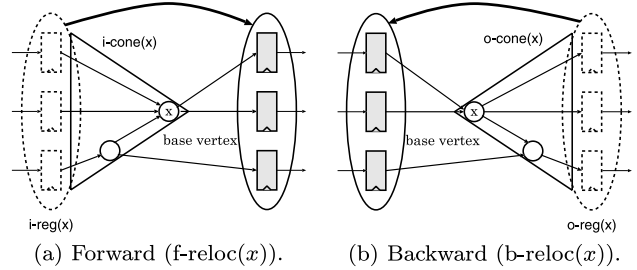 i-cone(x)
o-cone(x)
x
x
base vertex
base vertex
i-reg(x)
o-reg(x)
(a) Forward (f-reloc(x)).
(b) Backward (b-reloc(x)).